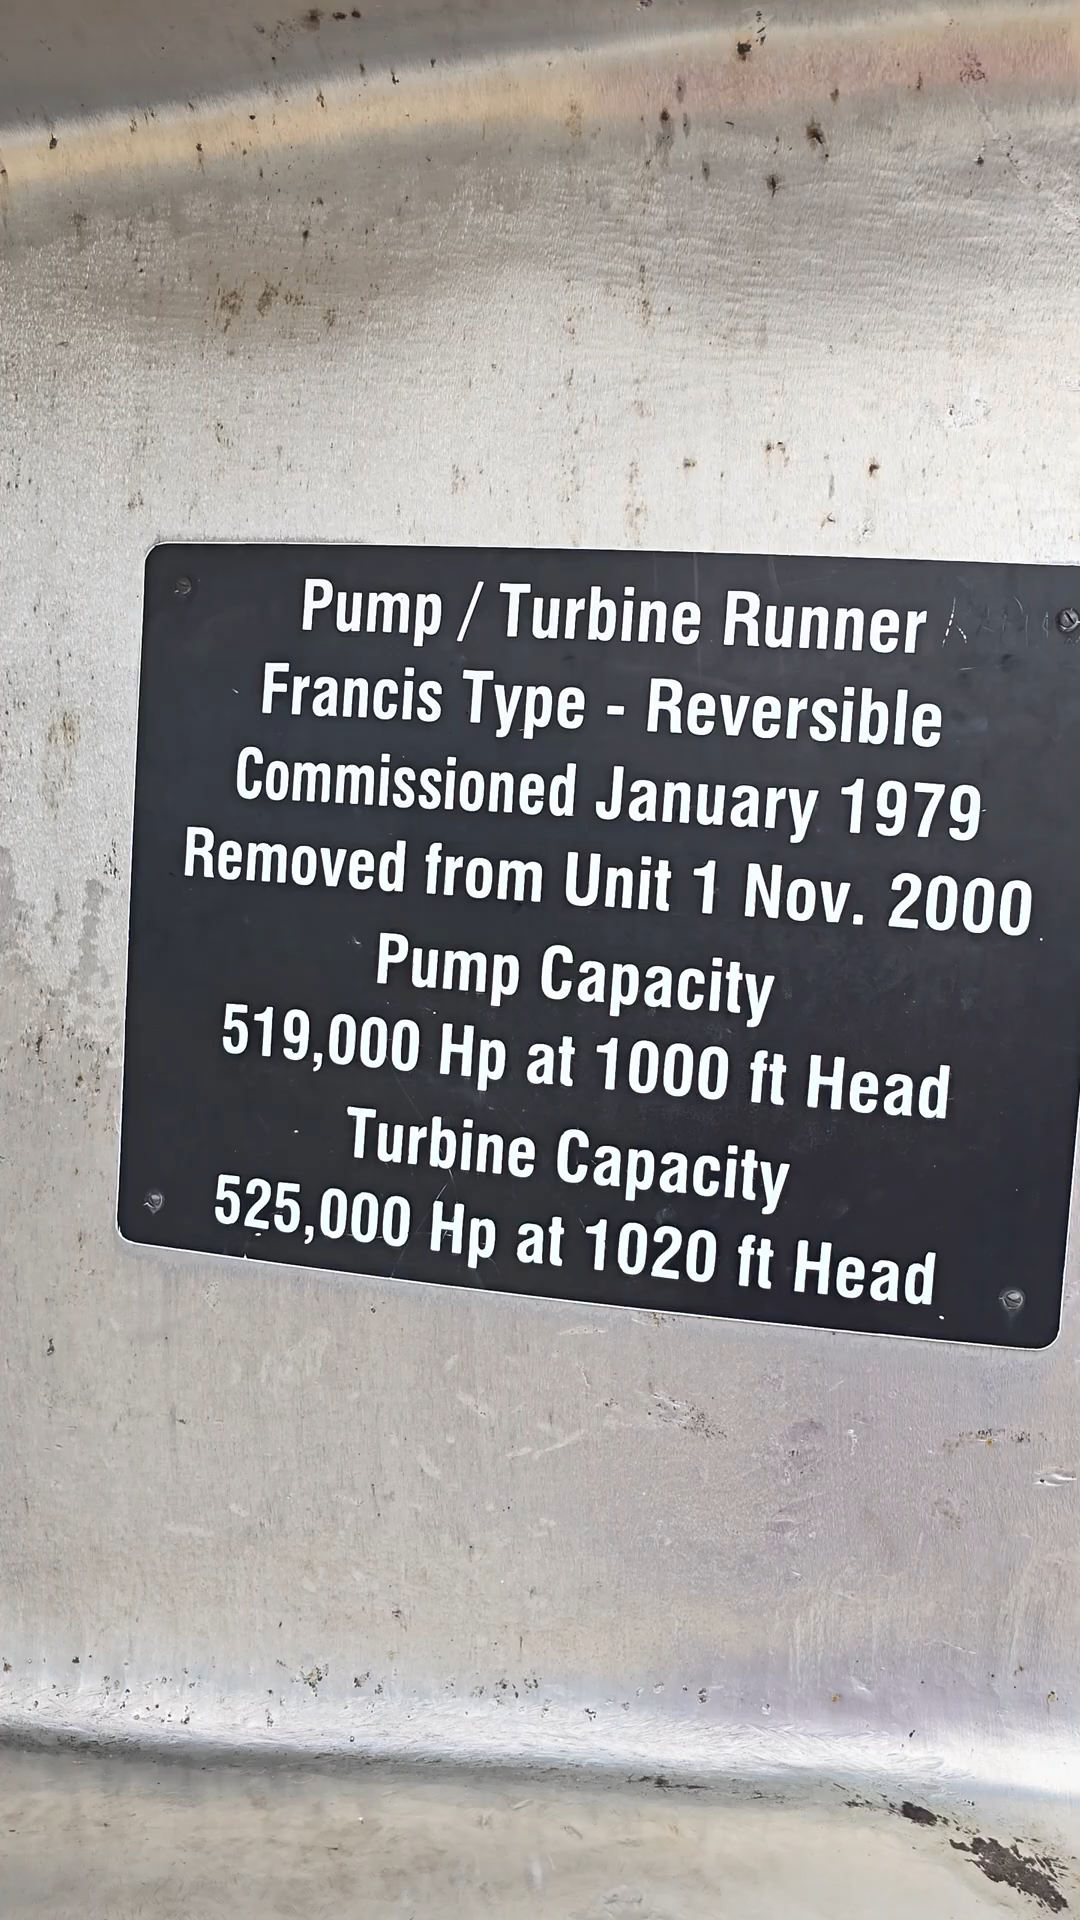 Pump / Turbine Runner
Francis Type - Reversible
Commissioned January 1979
Removed from Unit 1 Nov. 2000
Pump Capacity
519,000 Hp at 1000 ft Head
Turbine Capacity
525,000 Hp at 1020 ft Head